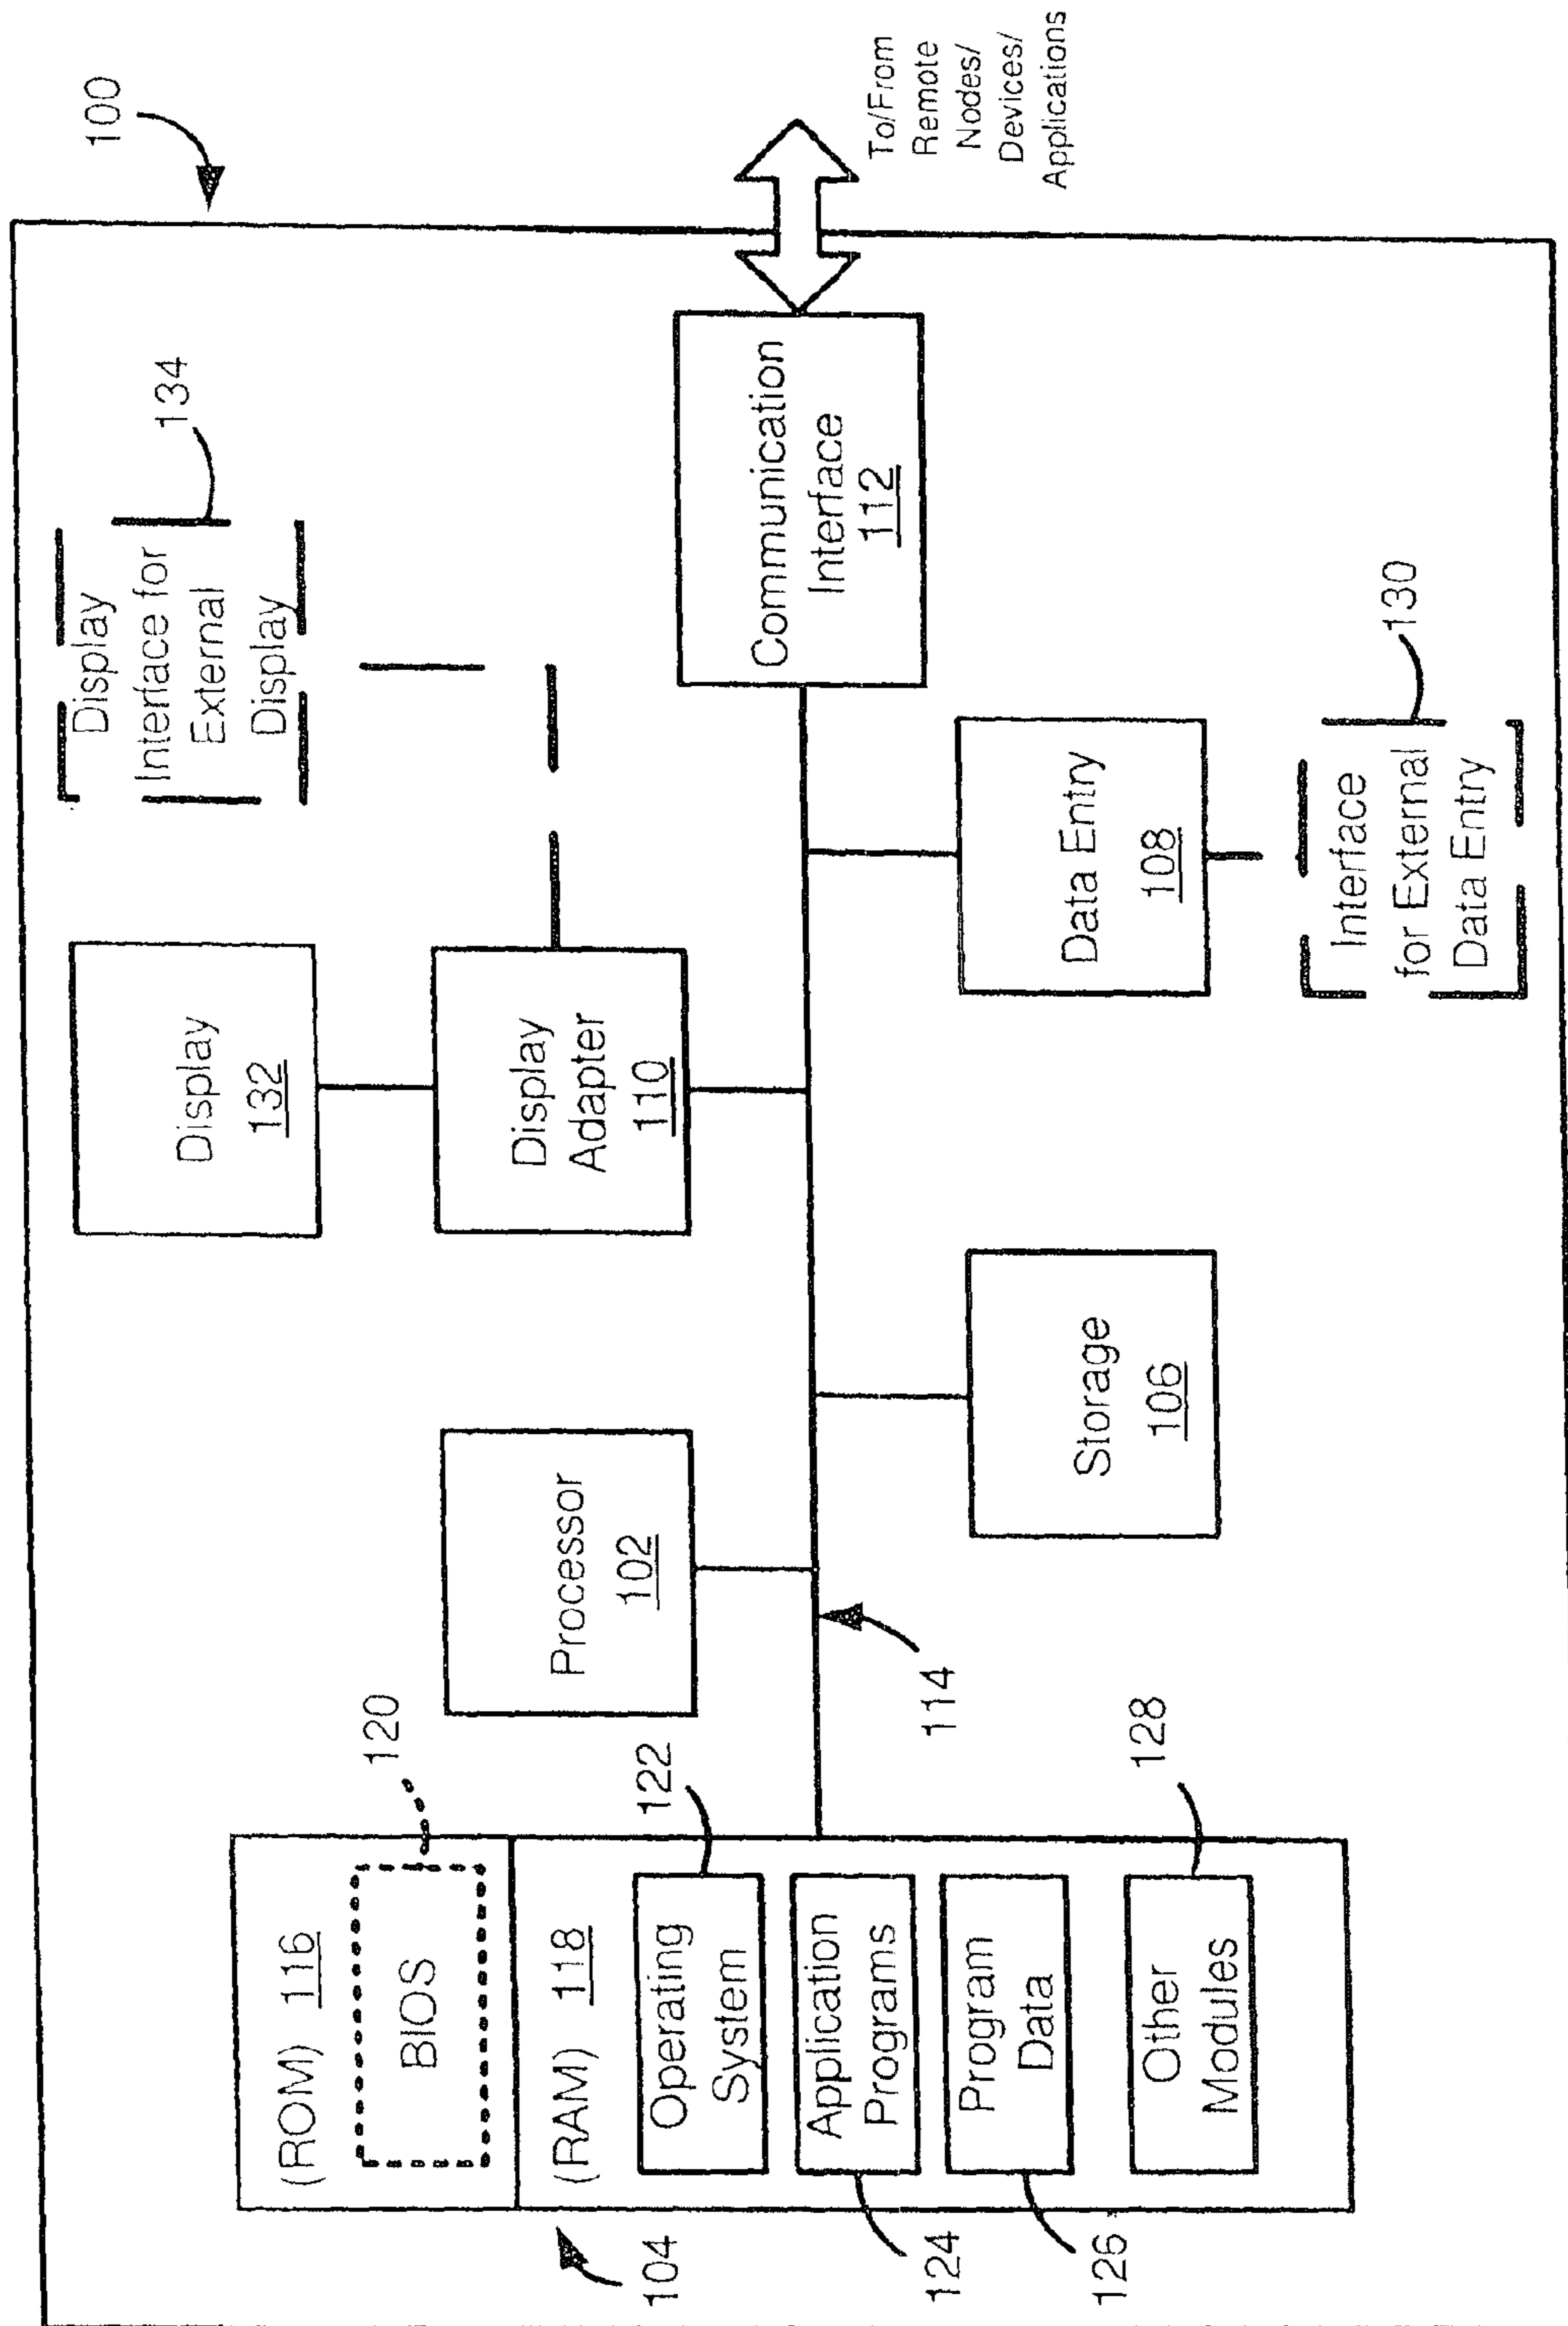 100
(ROM) 116
BIOS
120
(RAM) 118
Operating
System
122
Application
Programs
124
Program
Data
126
Other
Modules
128
104
Processor
102
114
Storage
106
Display
132
Display
Adapter
110
Display
Interface for
External
Display
134
Communication
Interface
112
Data Entry
108
Interface
for External
Data Entry
130
To/From
Remote
Nodes/
Devices/
Applications